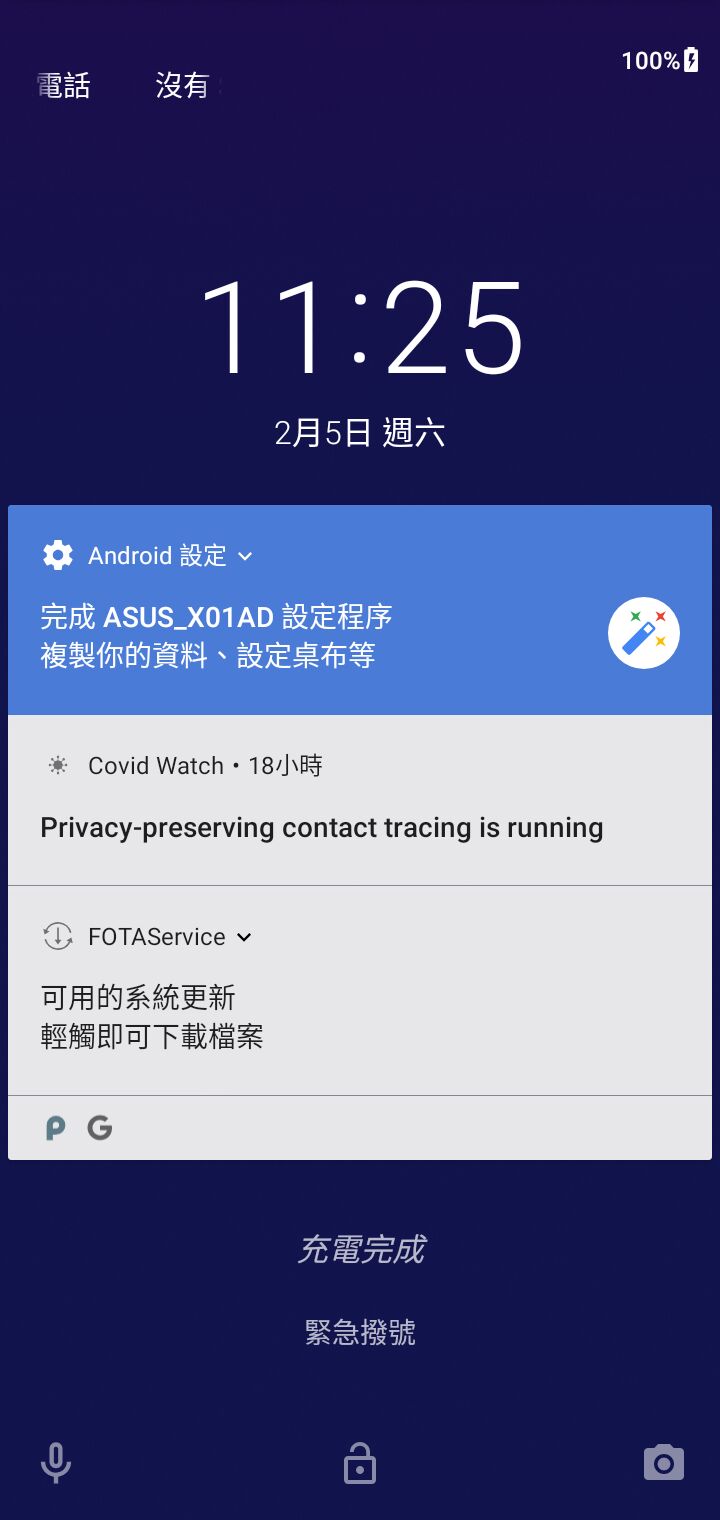 電話 沒有
100%
11:25
2月5日 週六
Android 設定
完成 ASUS_X01AD 設定程序
複製你的資料、設定桌布等
Covid Watch • 18小時
Privacy-preserving contact tracing is running
FOTAService
可用的系統更新
輕觸即可下載檔案
P G
充電完成
緊急撥號